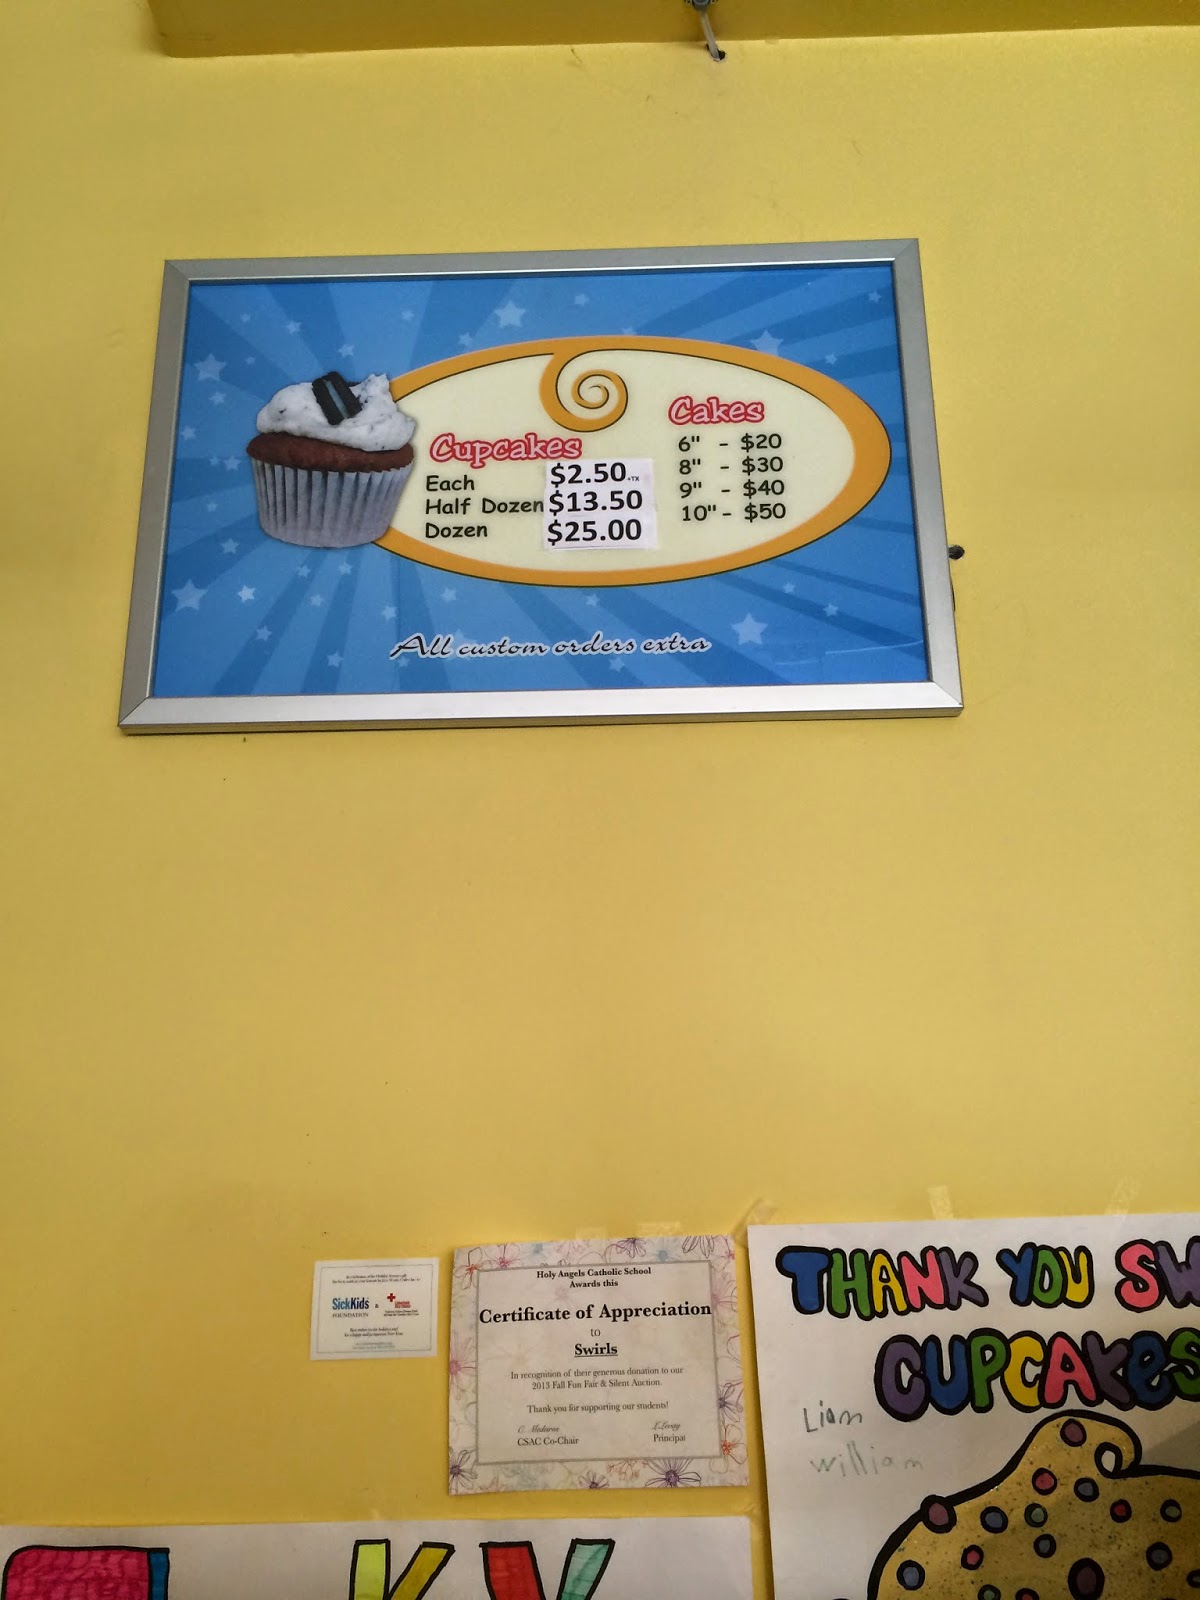 Cupcakes
Each $2.50 +TX
Half Dozen $13.50
Dozen $25.00
Cakes
6" - $20
8" - $30
9" - $40
10" - $50
All custom orders extra
SickKids &
FOUNDATION
Holy Angels Catholic School
Awards this
Certificate of Appreciation
to
Swirls
In recognition of their generous donation to our
2013 Fall Fun Fair & Silent Auction.
Thank you for supporting our students!
CSAC Co-Chair Principal
THANK YOU SW
CUPCAKES
Liam
William